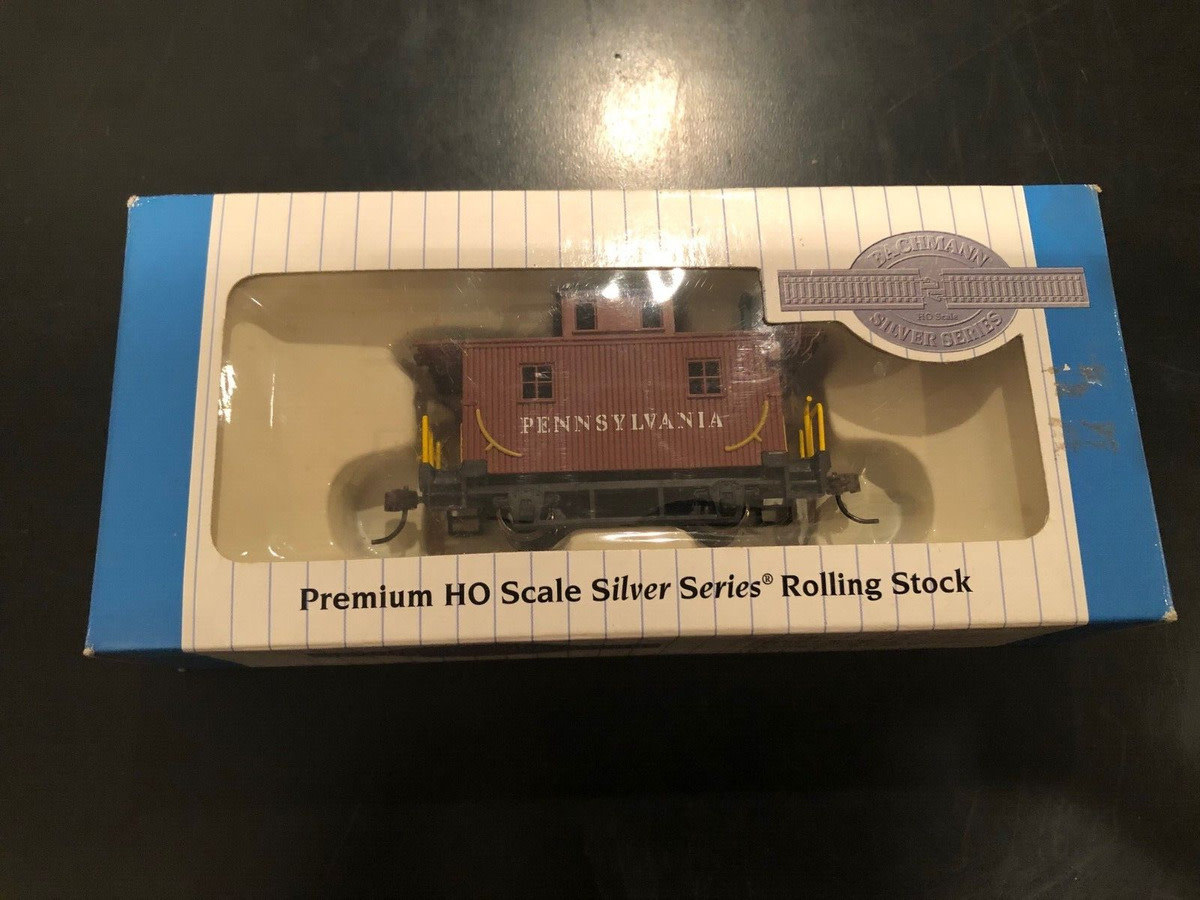 BACHMANN
HO Scale
SILVER SERIES
PENNSYLVANIA
Premium HO Scale Silver Series® Rolling Stock